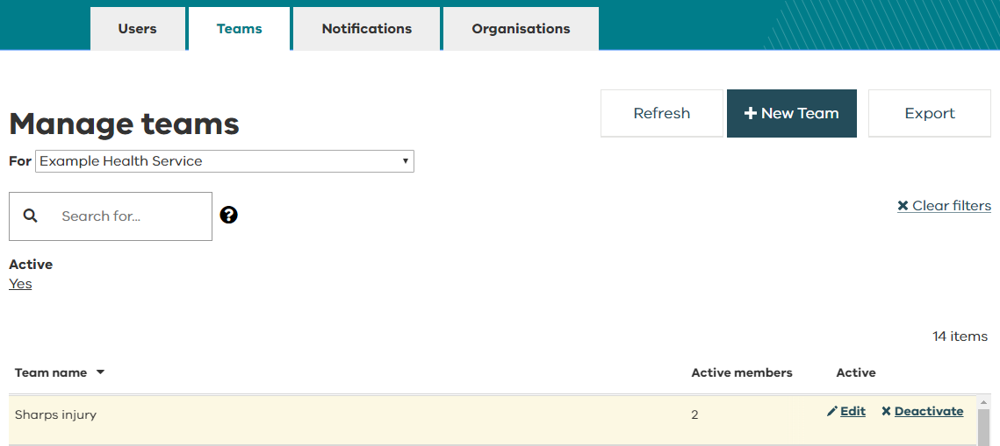 Users Teams Notifications Organisations
Manage teams
Refresh + New Team Export
For Example Health Service
Search for... ?
Clear filters
Active
Yes
14 items
Team name Active members Active
Sharps injury 2 Edit Deactivate